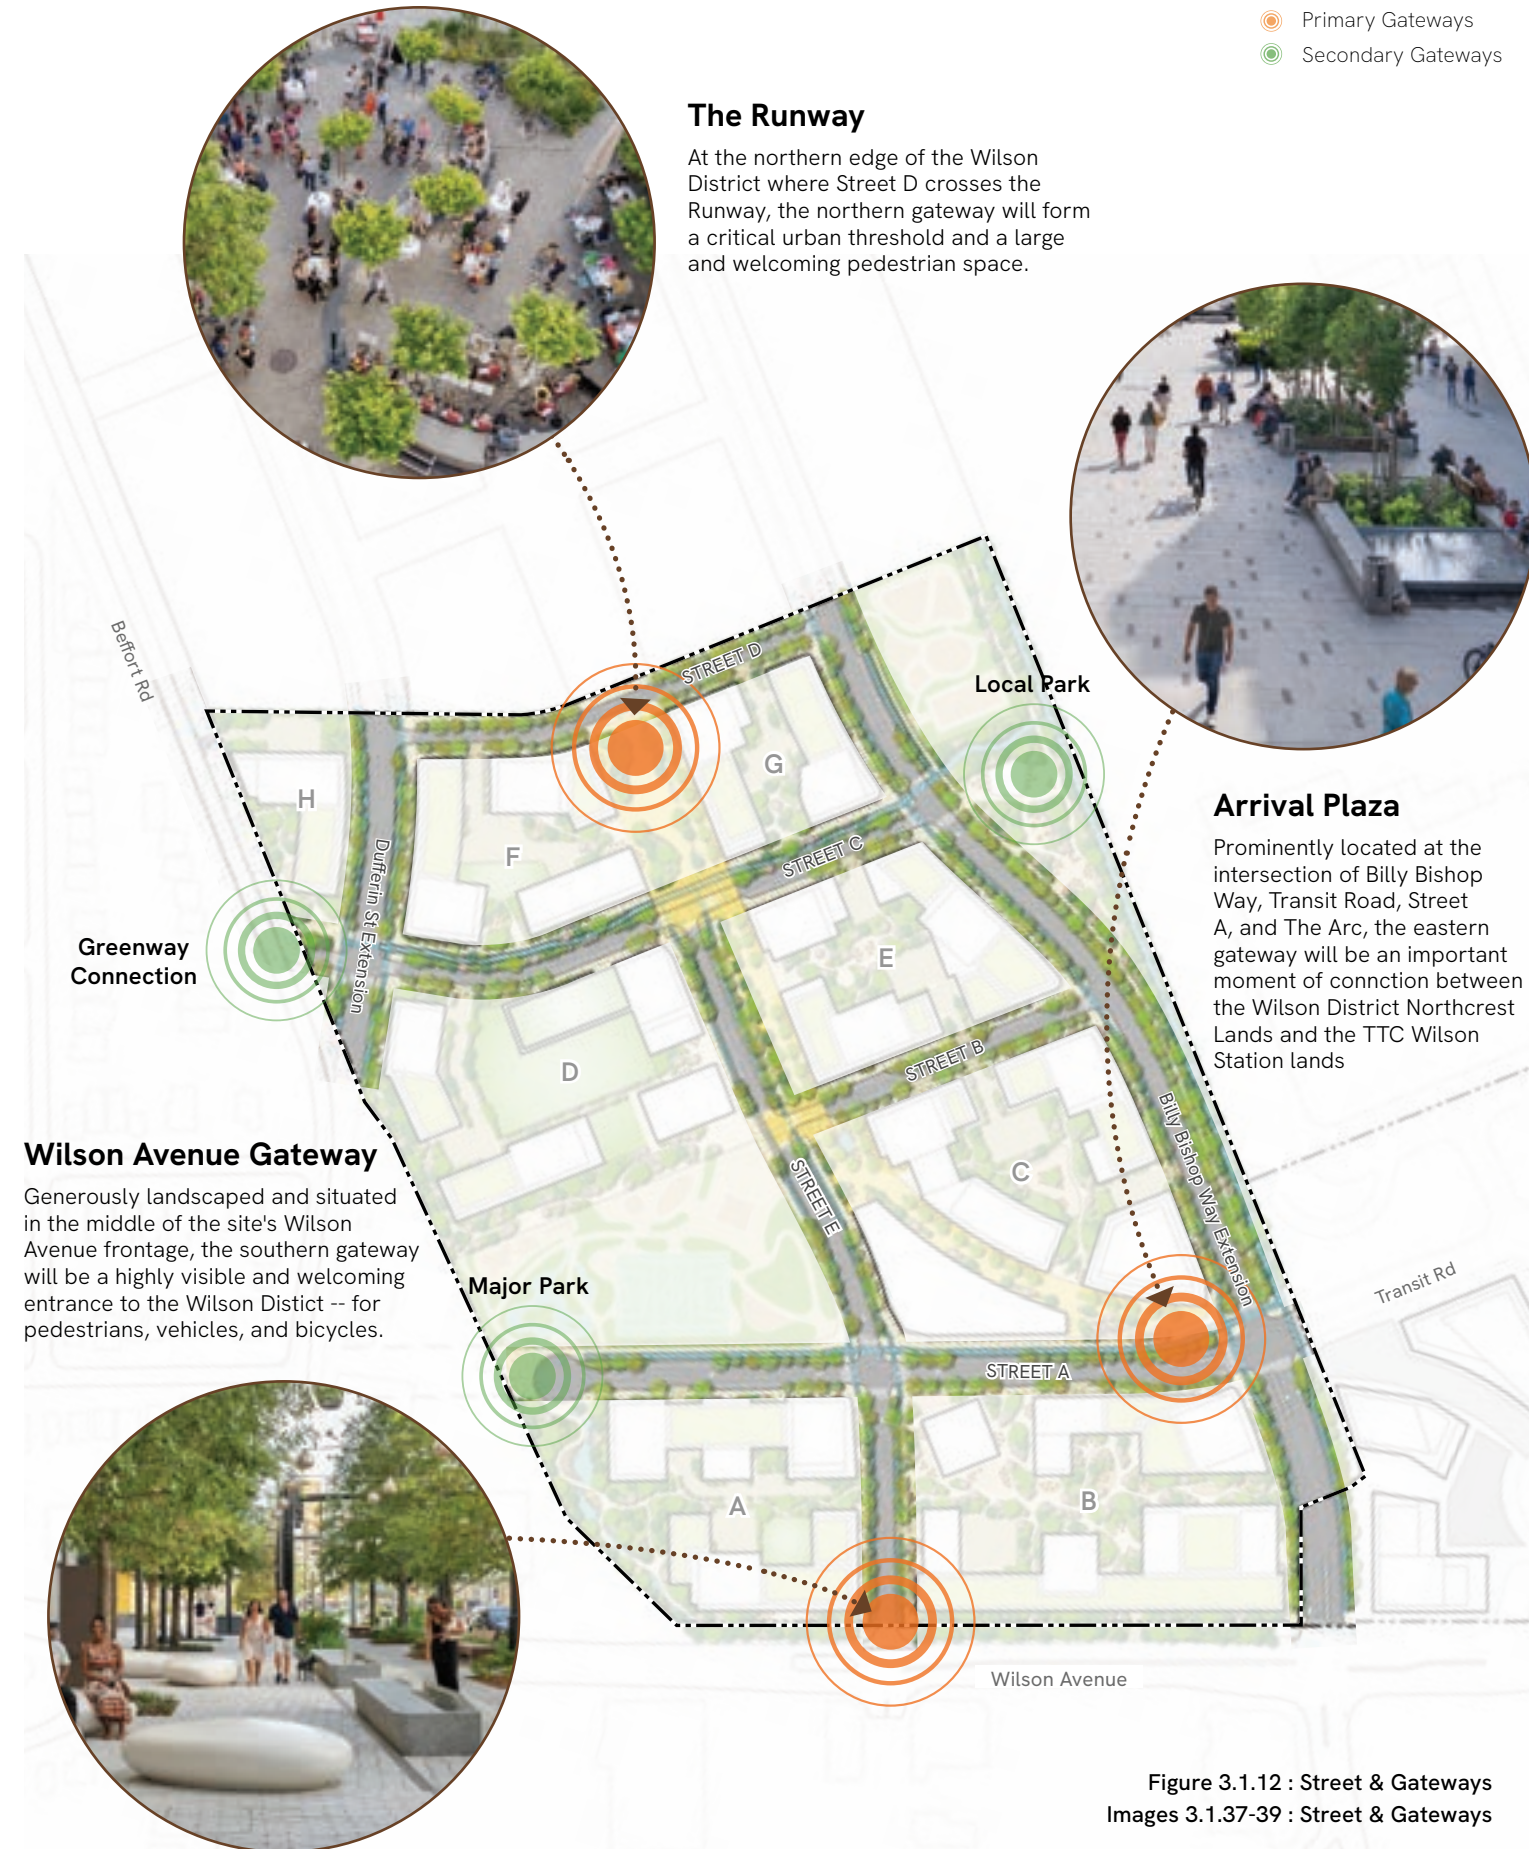 Primary Gateways
Secondary Gateways
The Runway
At the northern edge of the Wilson
District where Street D crosses the
Runway, the northern gateway will form
a critical urban threshold and a large
and welcoming pedestrian space.
Beffort Rd
STREET D
Local Park
G
H
Arrival Plaza
Prominently located at the
intersection of Billy Bishop
Way, Transit Road, Street
A, and The Arc, the eastern
gateway will be an important
moment of connction between
the Wilson District Northcrest
Lands and the TTC Wilson
Station lands
F
STREET C
Dufferin St Extension
Greenway
Connection
E
D
STREET B
Billy Bishop Way Extension
Wilson Avenue Gateway
Generously landscaped and situated
in the middle of the site's Wilson
Avenue frontage, the southern gateway
will be a highly visible and welcoming
entrance to the Wilson Distict -- for
pedestrians, vehicles, and bicycles.
C
STREET E
Major Park
Transit Rd
STREET A
A
B
Wilson Avenue
Figure 3.1.12 : Street & Gateways
Images 3.1.37-39 : Street & Gateways